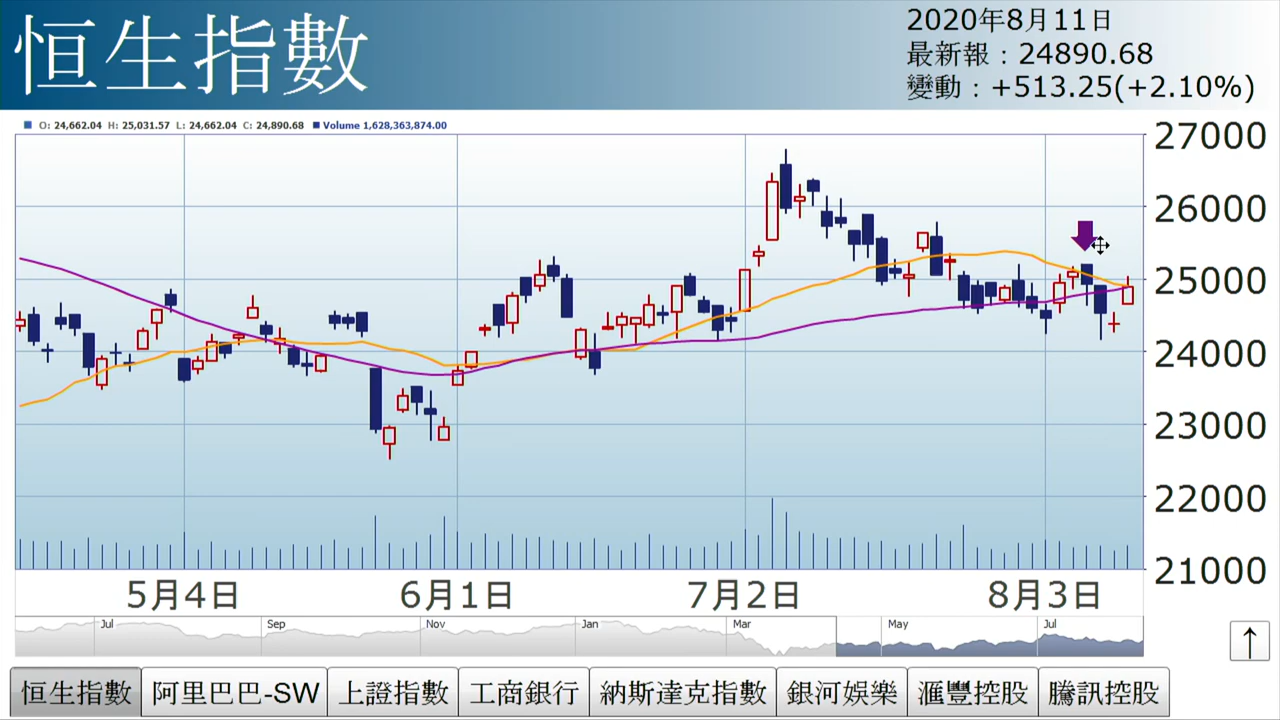 恒生指數
2020年8月11日
最新報：24890.68
變動：+513.25(+2.10%)
O: 24,662.04 H: 25,031.57 L: 24,662.04 C: 24,890.68 Volume 1,628,363,874.00
27000
26000
25000
24000
23000
22000
21000
5月4日 6月1日 7月2日 8月3日
Jul Sep Nov Jan Mar May Jul
恒生指數 阿里巴巴-SW 上證指數 工商銀行 納斯達克指數 銀河娛樂 滙豐控股 騰訊控股